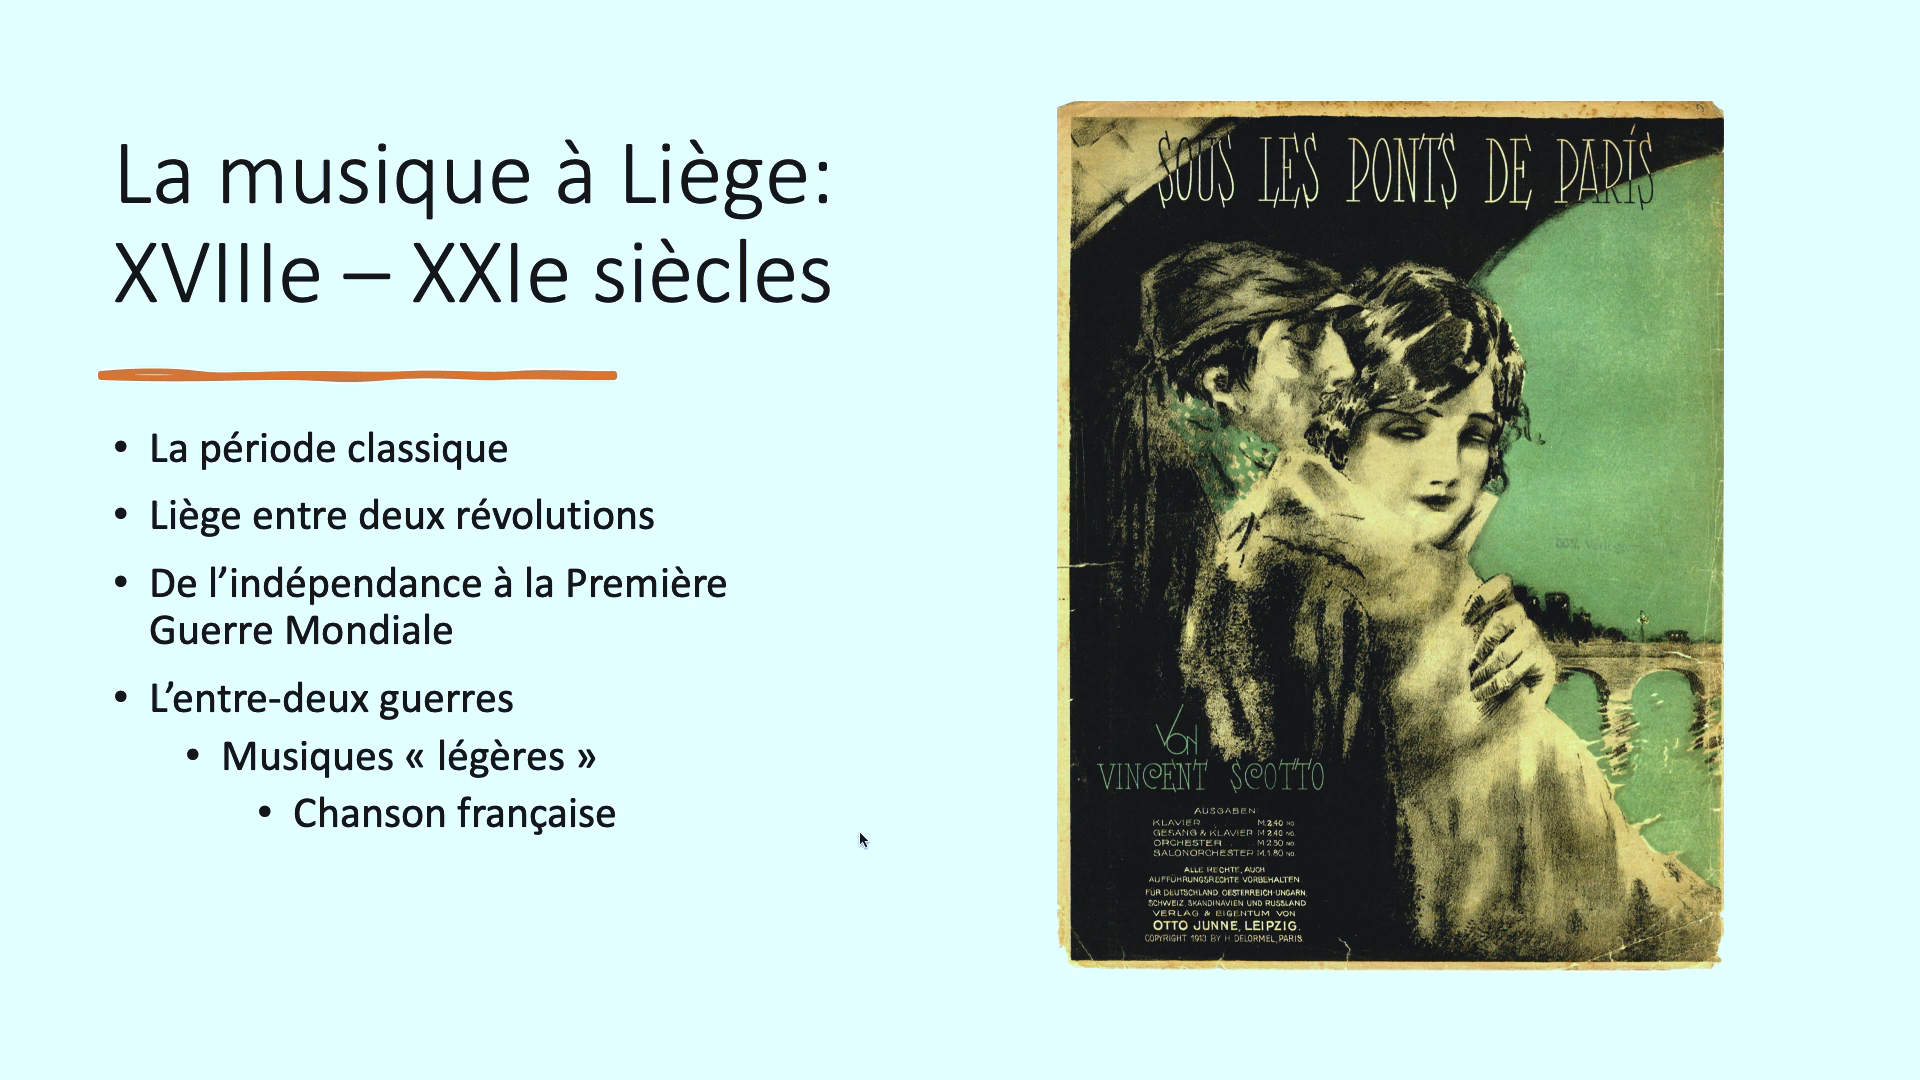 La musique à Liège:
XVIIIe – XXIe siècles
• La période classique
• Liège entre deux révolutions
• De l’indépendance à la Première
Guerre Mondiale
• L’entre-deux guerres
• Musiques « légères »
• Chanson française
SOUS LES PONTS DE PARÍS
VON
VINCENT SCOTTO
AUSGABEN:
KLAVIER M.2.40 NO.
GESANG & KLAVIER M 2.40 NO.
ORCHESTER M 2.50 NO.
SALONORCHESTER M.1.80 NO.
ALLE RECHTE, AUCH
AUFFÜHRUNGSRECHTE VORBEHALTEN
FÜR DEUTSCHLAND, OESTERREICH-UNGARN,
SCHWEIZ, SKANDINAVIEN UND RUSSLAND
VERLAG & EIGENTUM VON
OTTO JUNNE, LEIPZIG.
COPYRIGHT 1913 BY H DELORMEL, PARIS.